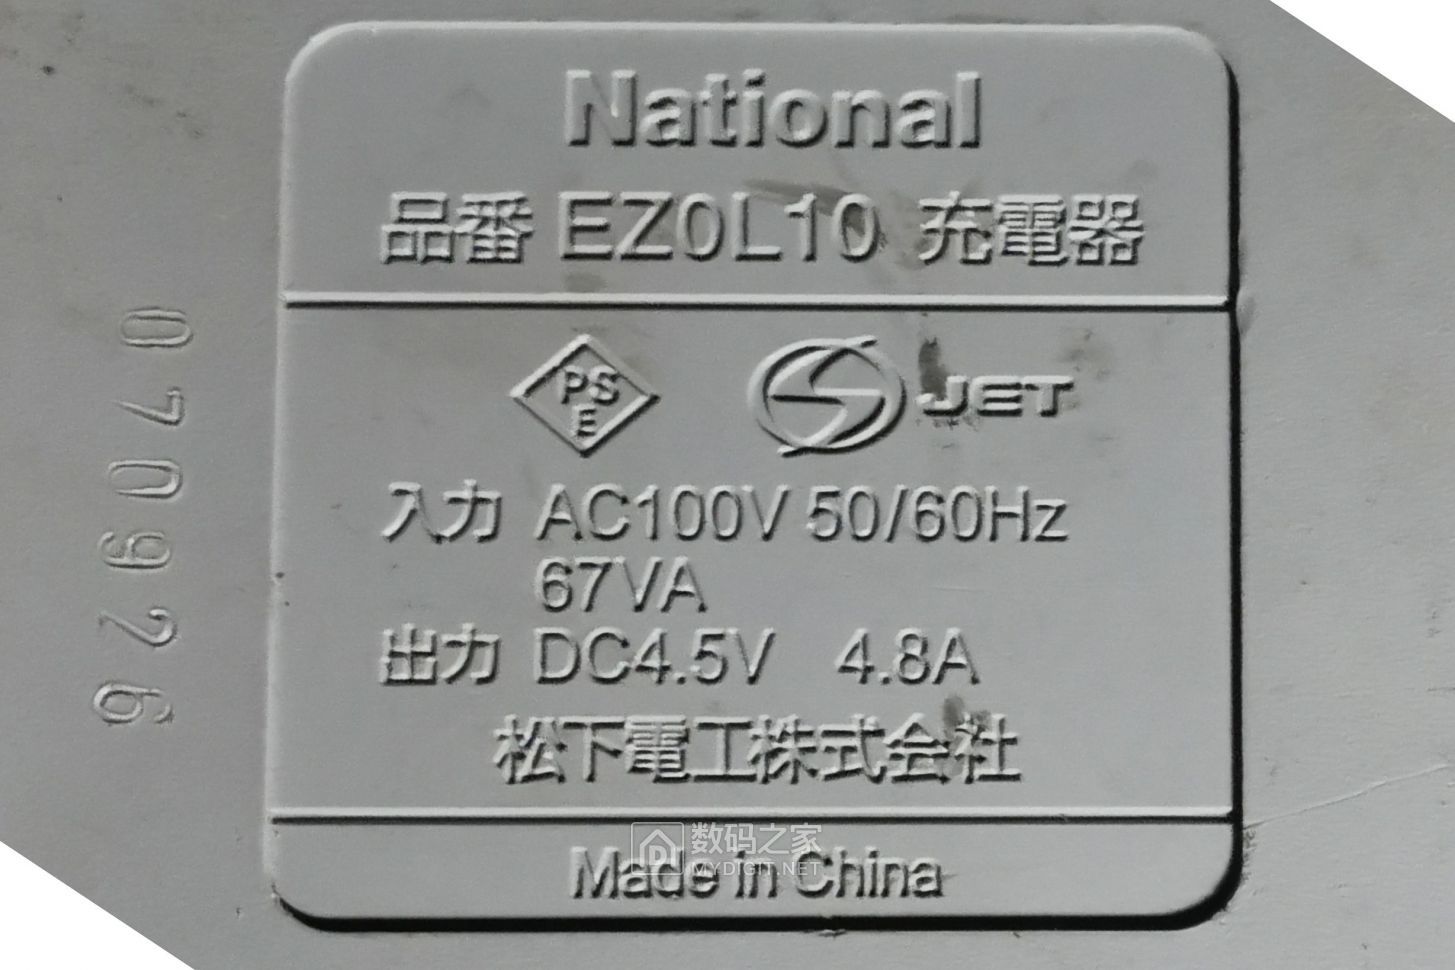 National
品番 EZ0L10 充電器
PS
E
S JET
入力 AC100V 50/60Hz
67VA
出力 DC4.5V 4.8A
松下電工株式会社
Made in China
070926
数码之家
MYDIGIT.NET